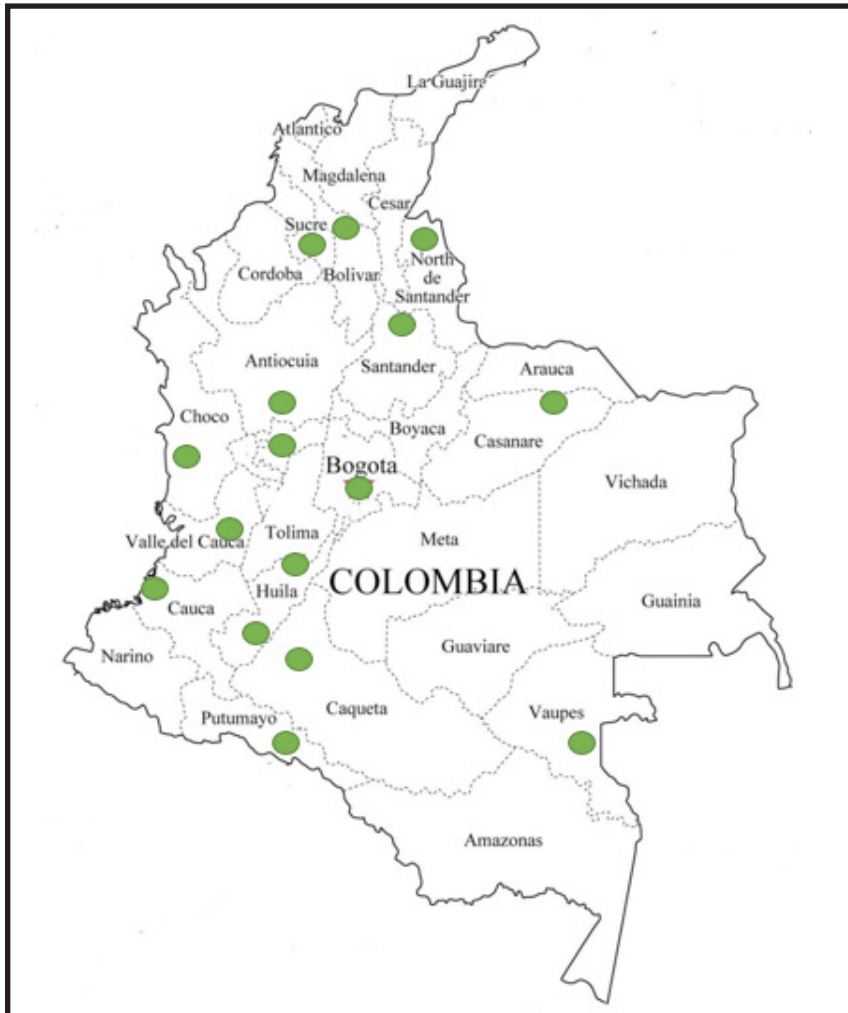 La Guajira
Atlantico
Magdalena
Cesar
Sucre
Cordoba
Bolivar
North
de
Santander
Antiocuia
Santander
Arauca
Choco
Boyaca
Casanare
Bogota
Vichada
Valle del Cauca
Tolima
Meta
Huila
COLOMBIA
Cauca
Guainia
Narino
Guaviare
Putumayo
Caqueta
Vaupes
Amazonas